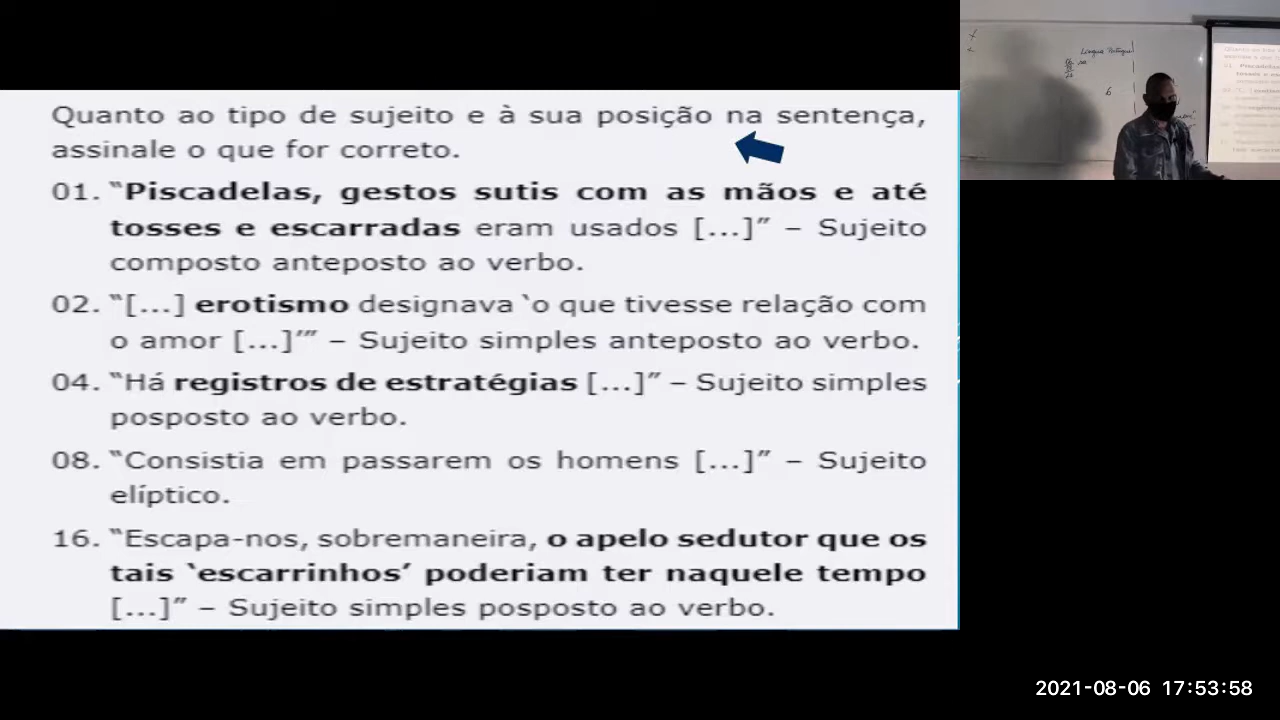 Quanto ao tipo de sujeito e à sua posição na sentença,
assinale o que for correto.
01. “Piscadelas, gestos sutis com as mãos e até
tosses e escarradas eram usados [...]” – Sujeito
composto anteposto ao verbo.
02. “[...] erotismo designava ‘o que tivesse relação com
o amor [...]’” – Sujeito simples anteposto ao verbo.
04. “Há registros de estratégias [...]” – Sujeito simples
posposto ao verbo.
08. “Consistia em passarem os homens [...]” – Sujeito
elíptico.
16. “Escapa-nos, sobremaneira, o apelo sedutor que os
tais ‘escarrinhos’ poderiam ter naquele tempo
[...]” – Sujeito simples posposto ao verbo.
Língua
2021-08-06 17:53:58